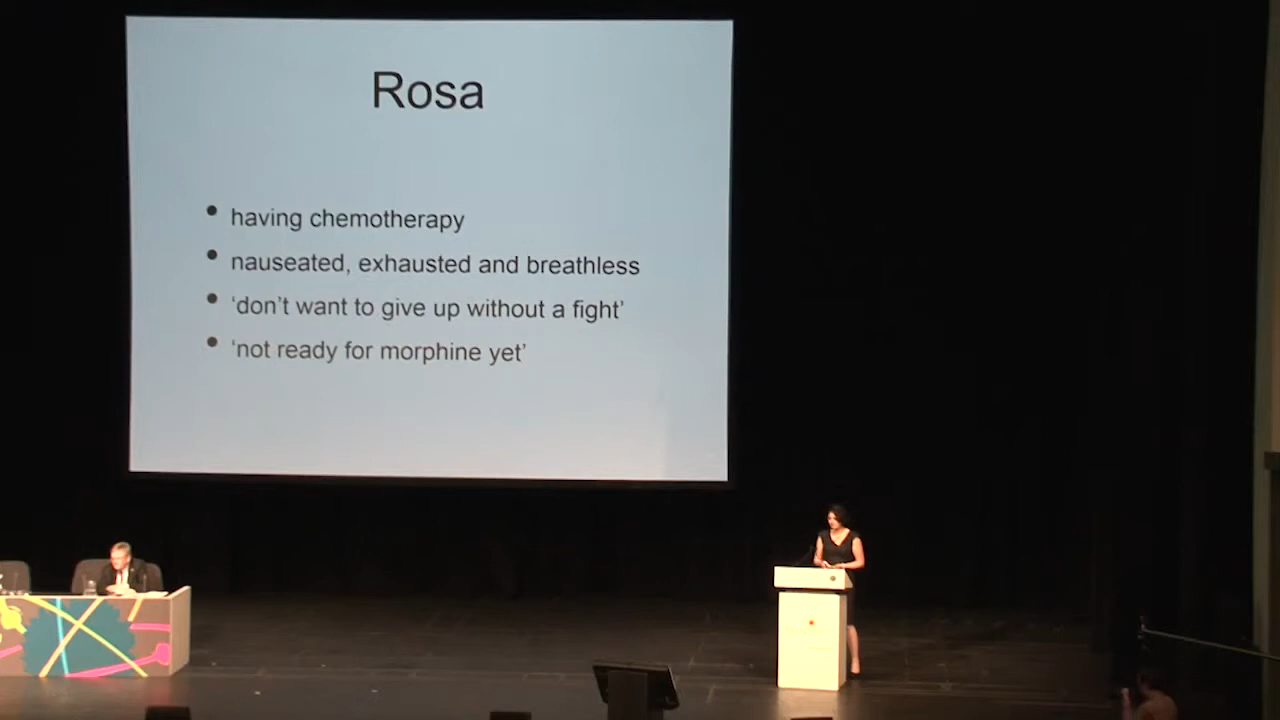 Rosa
• having chemotherapy
• nauseated, exhausted and breathless
• ‘don’t want to give up without a fight’
• ‘not ready for morphine yet’